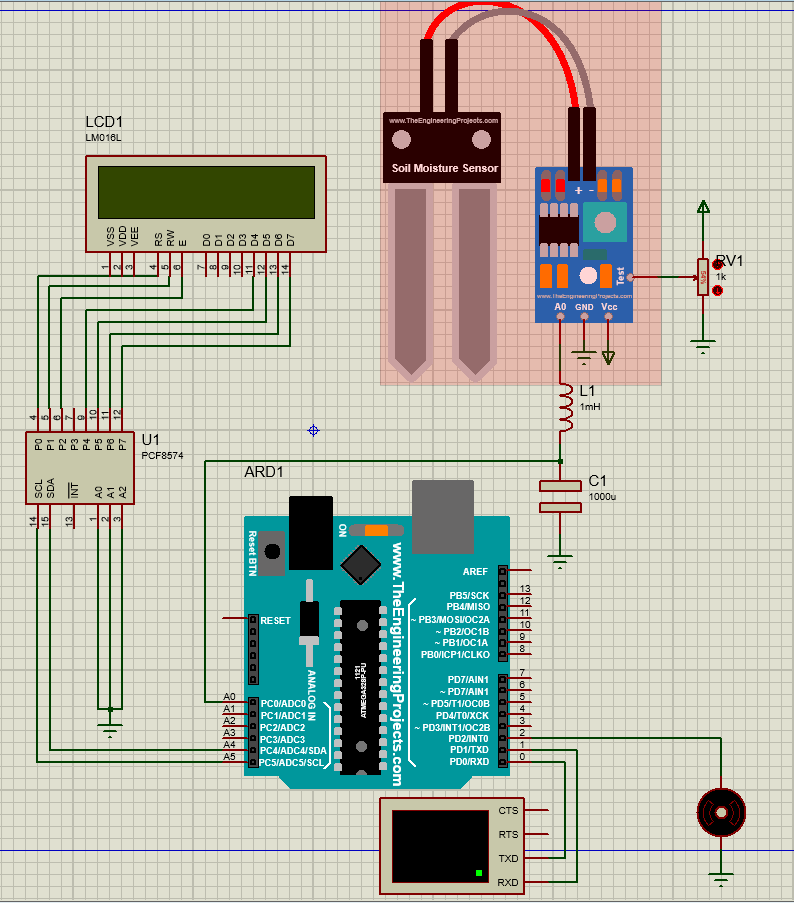 LCD1
LM016L
VSS VDD VEE RS RW E D0 D1 D2 D3 D4 D5 D6 D7
1 2 3 4 5 6 7 8 9 10 11 12 13 14
www.TheEngineeringProjects.com
Soil Moisture Sensor
+ -
Test
www.TheEngineeringProjects.com
A0 GND Vcc
RV1
1k
54%
L1
1mH
4 5 6 7 9 10 11 12
P0 P1 P2 P3 P4 P5 P6 P7
U1
PCF8574
SCL SDA INT A0 A1 A2
14 15 13 1 2 3
C1
1000u
ARD1
Reset BTN
ON
www.TheEngineeringProjects.com
AREF
PB5/SCK 13
PB4/MISO 12
~ PB3/MOSI/OC2A 11
~ PB2/OC1B 10
~ PB1/OC1A 9
PB0/ICP1/CLKO 8
RESET
ANALOG IN
1121
ATMEGA328P-PU
PD7/AIN1 7
~ PD7/AIN1 6
~ PD5/T1/OC0B 5
PD4/T0/XCK 4
~ PD3/INT1/OC2B 3
PD2/INT0 2
PD1/TXD 1
PD0/RXD 0
A0 PC0/ADC0
A1 PC1/ADC1
A2 PC2/ADC2
A3 PC3/ADC3
A4 PC4/ADC4/SDA
A5 PC5/ADC5/SCL
CTS
RTS
TXD
RXD